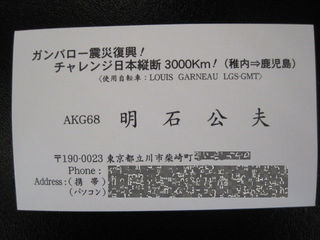 ガンバロー震災復興！
チャレンジ日本縦断 3000Km！（稚内⇒鹿児島）
〈使用自転車：LOUIS GARNEAU LGS-GMT〉
AKG68 明石公夫
〒190-0023 東京都立川市柴崎町
Phone：
Address：(携帯)
(パソコン)